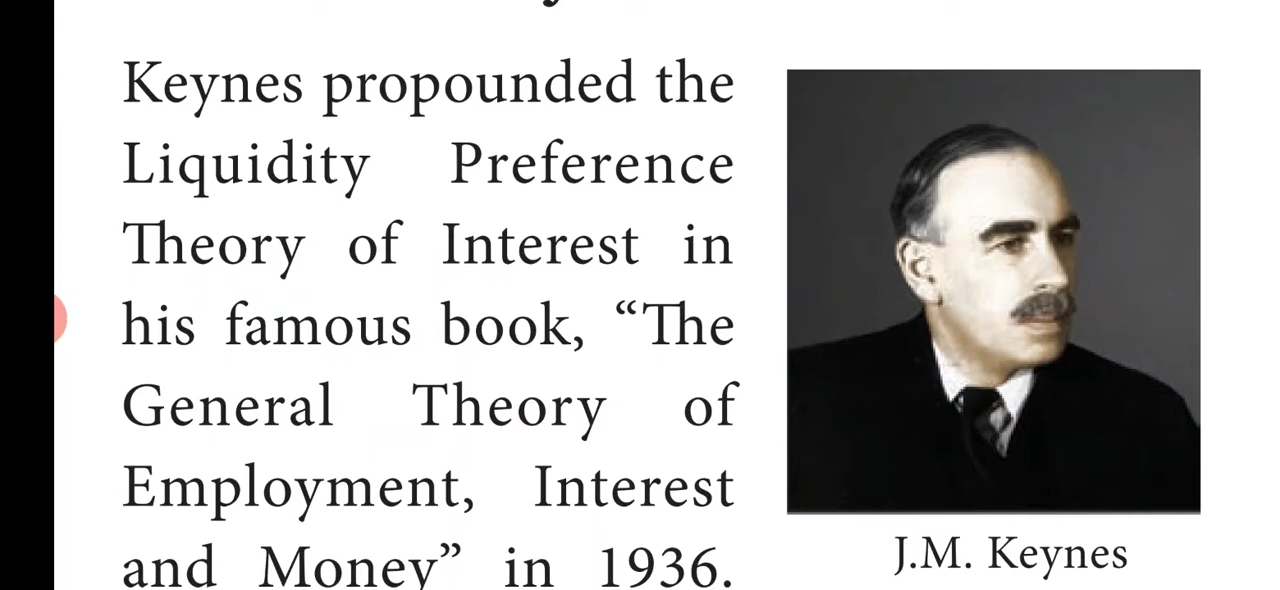 Keynes propounded the
Liquidity Preference
Theory of Interest in
his famous book, “The
General Theory of
Employment, Interest
and Money” in 1936.
J.M. Keynes